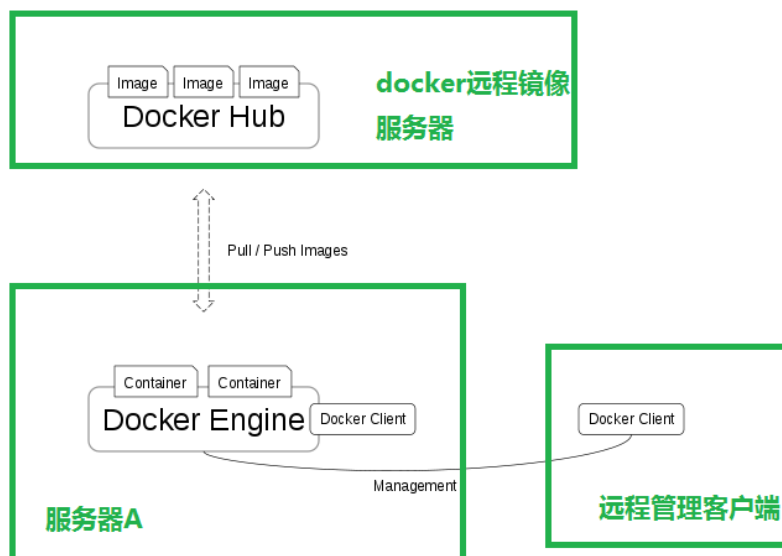 Image Image Image
Docker Hub
docker远程镜像
服务器
Pull / Push Images
Container Container
Docker Engine
Docker Client
Docker Client
Management
服务器A
远程管理客户端